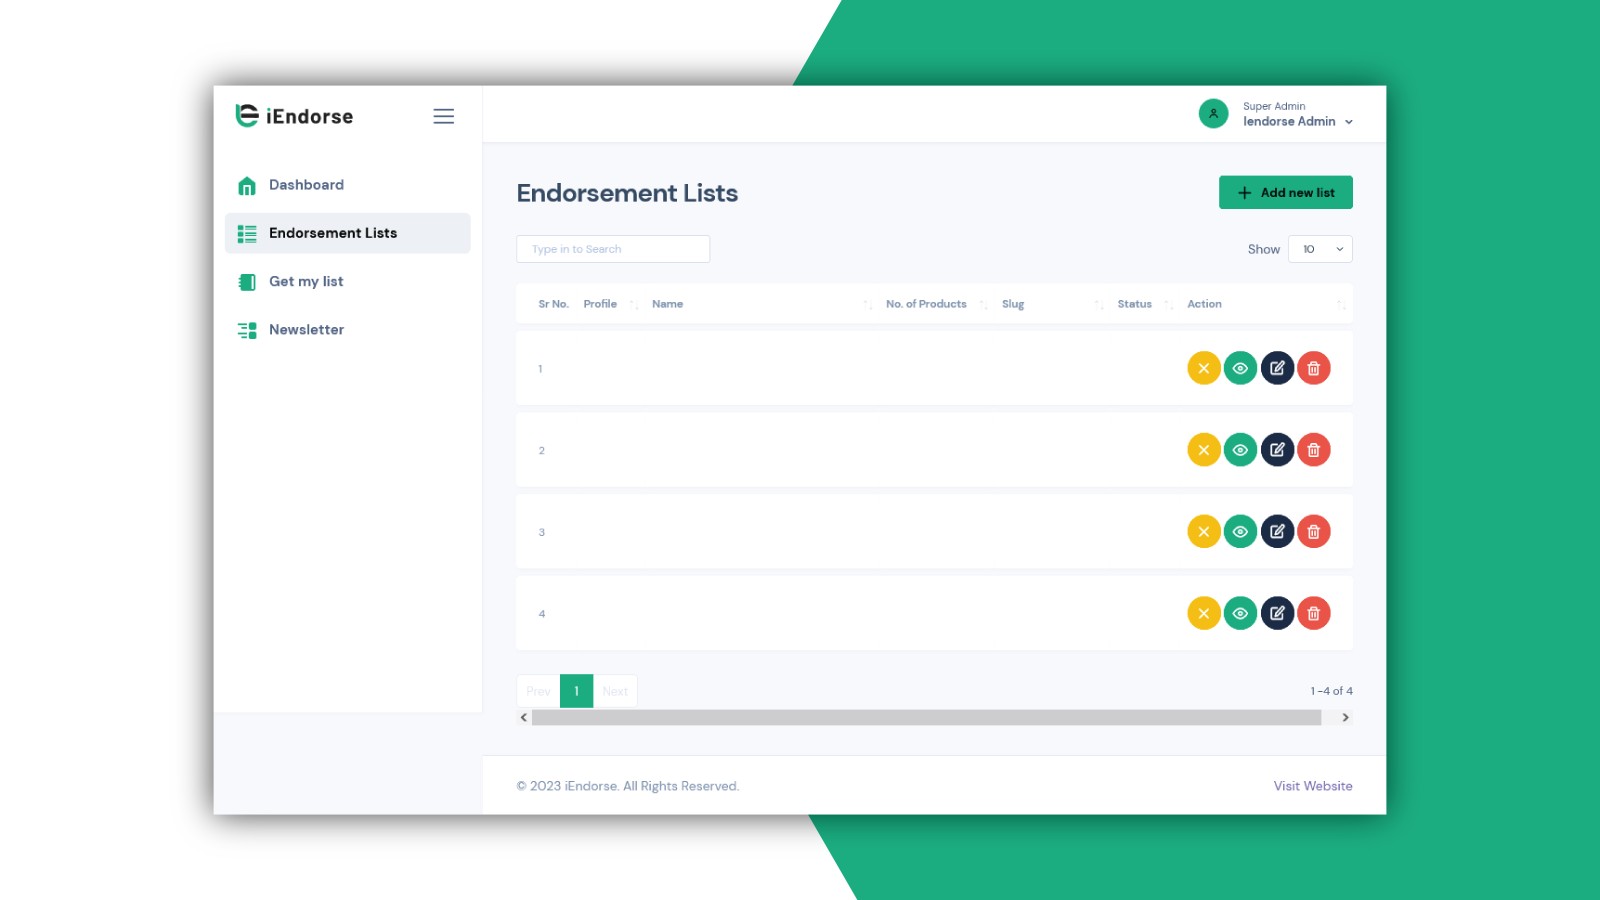 iEndorse
Super Admin
Iendorse Admin
Dashboard
Endorsement Lists
Get my list
Newsletter
Endorsement Lists
Add new list
Type in to Search
Show 10
Sr No. Profile Name No. of Products Slug Status Action
1
2
3
4
Prev 1 Next
1 -4 of 4
© 2023 iEndorse. All Rights Reserved.
Visit Website